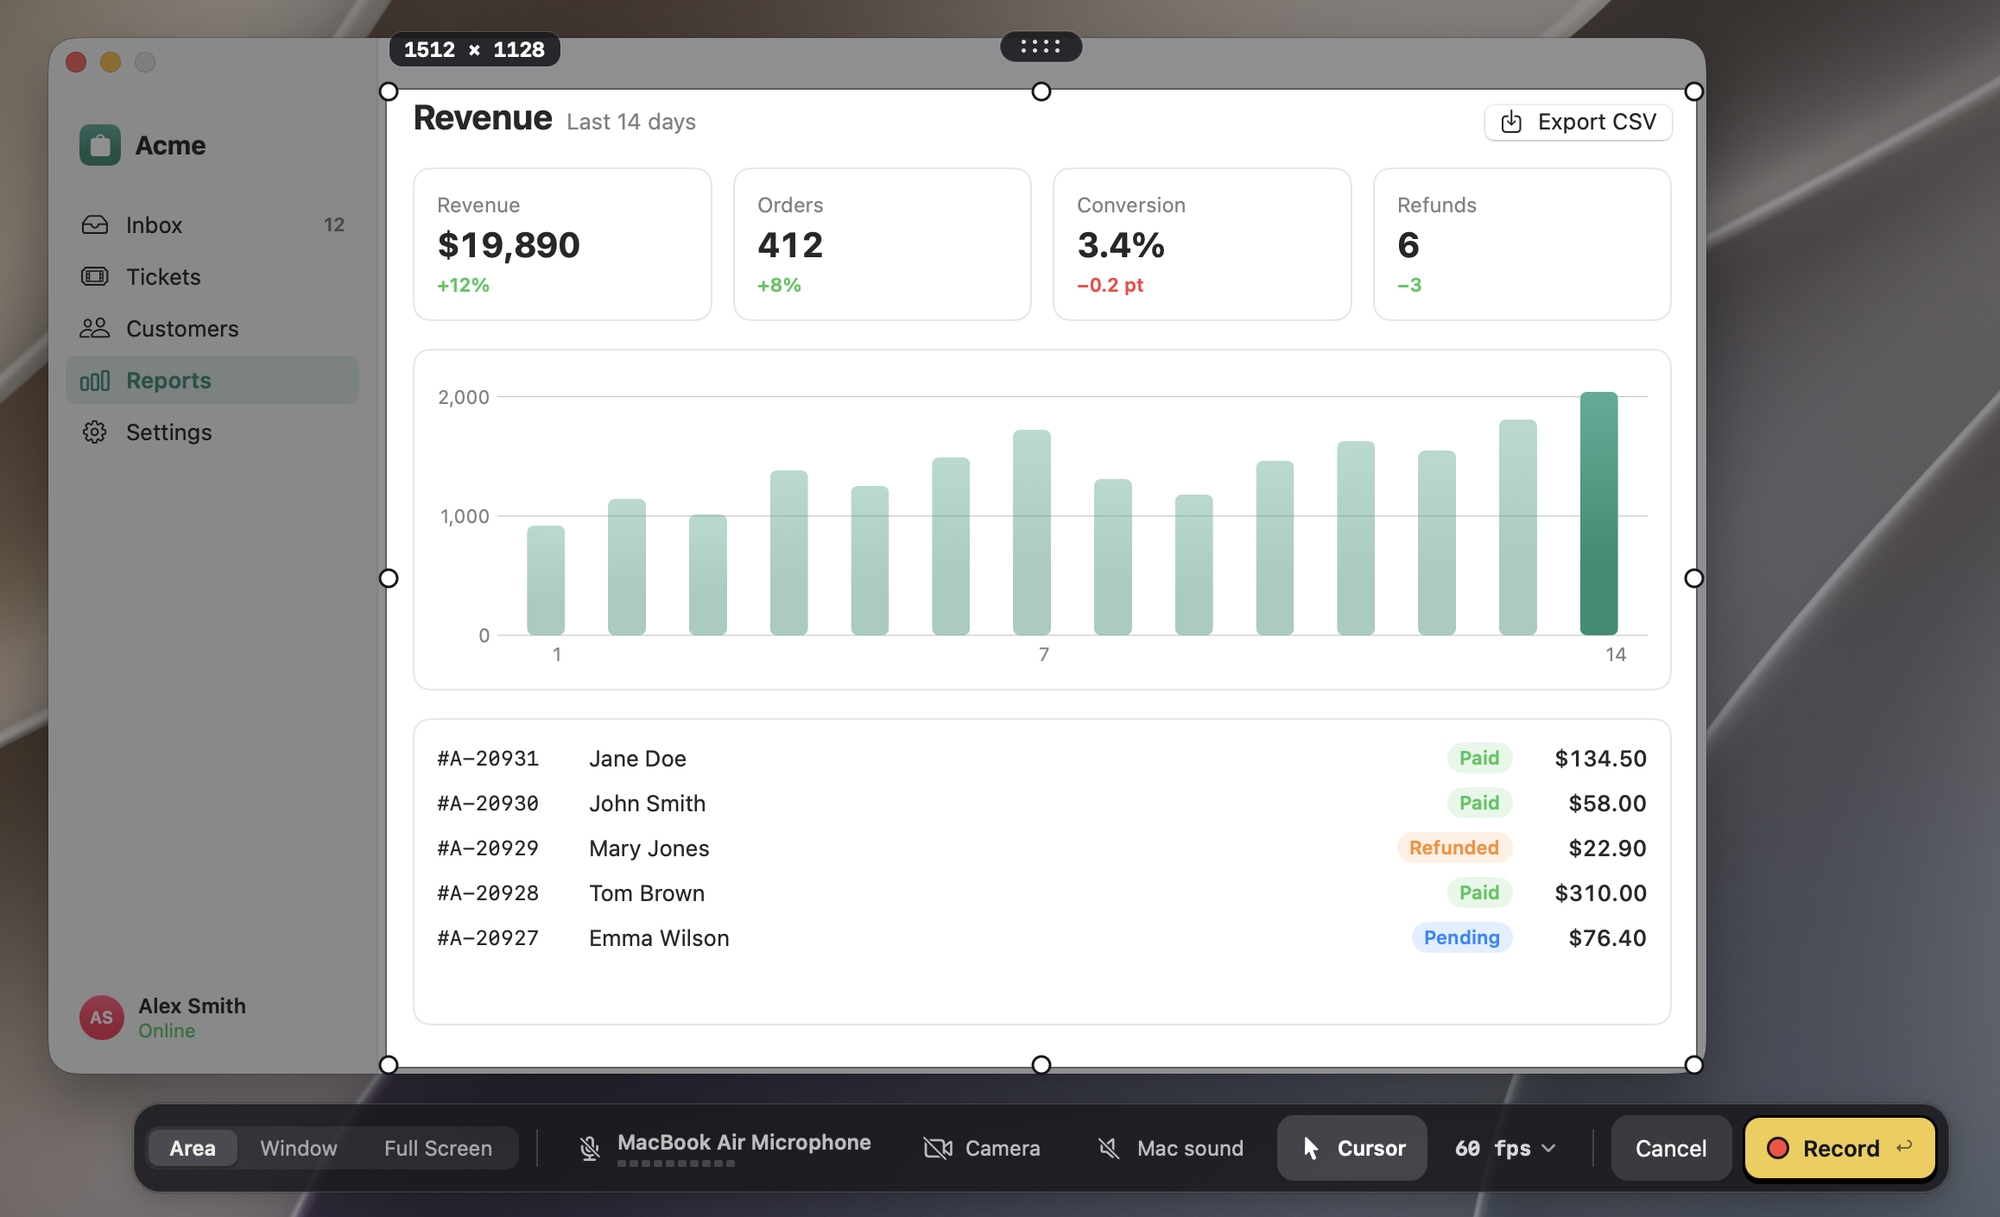 1512 × 1128
Acme
Inbox 12
Tickets
Customers
Reports
Settings
AS
Alex Smith
Online
Revenue Last 14 days
Export CSV
Revenue
$19,890
+12%
Orders
412
+8%
Conversion
3.4%
−0.2 pt
Refunds
6
−3
2,000
1,000
0
1 7 14
#A-20931 Jane Doe Paid $134.50
#A-20930 John Smith Paid $58.00
#A-20929 Mary Jones Refunded $22.90
#A-20928 Tom Brown Paid $310.00
#A-20927 Emma Wilson Pending $76.40
Area Window Full Screen MacBook Air Microphone Camera Mac sound Cursor 60 fps Cancel Record